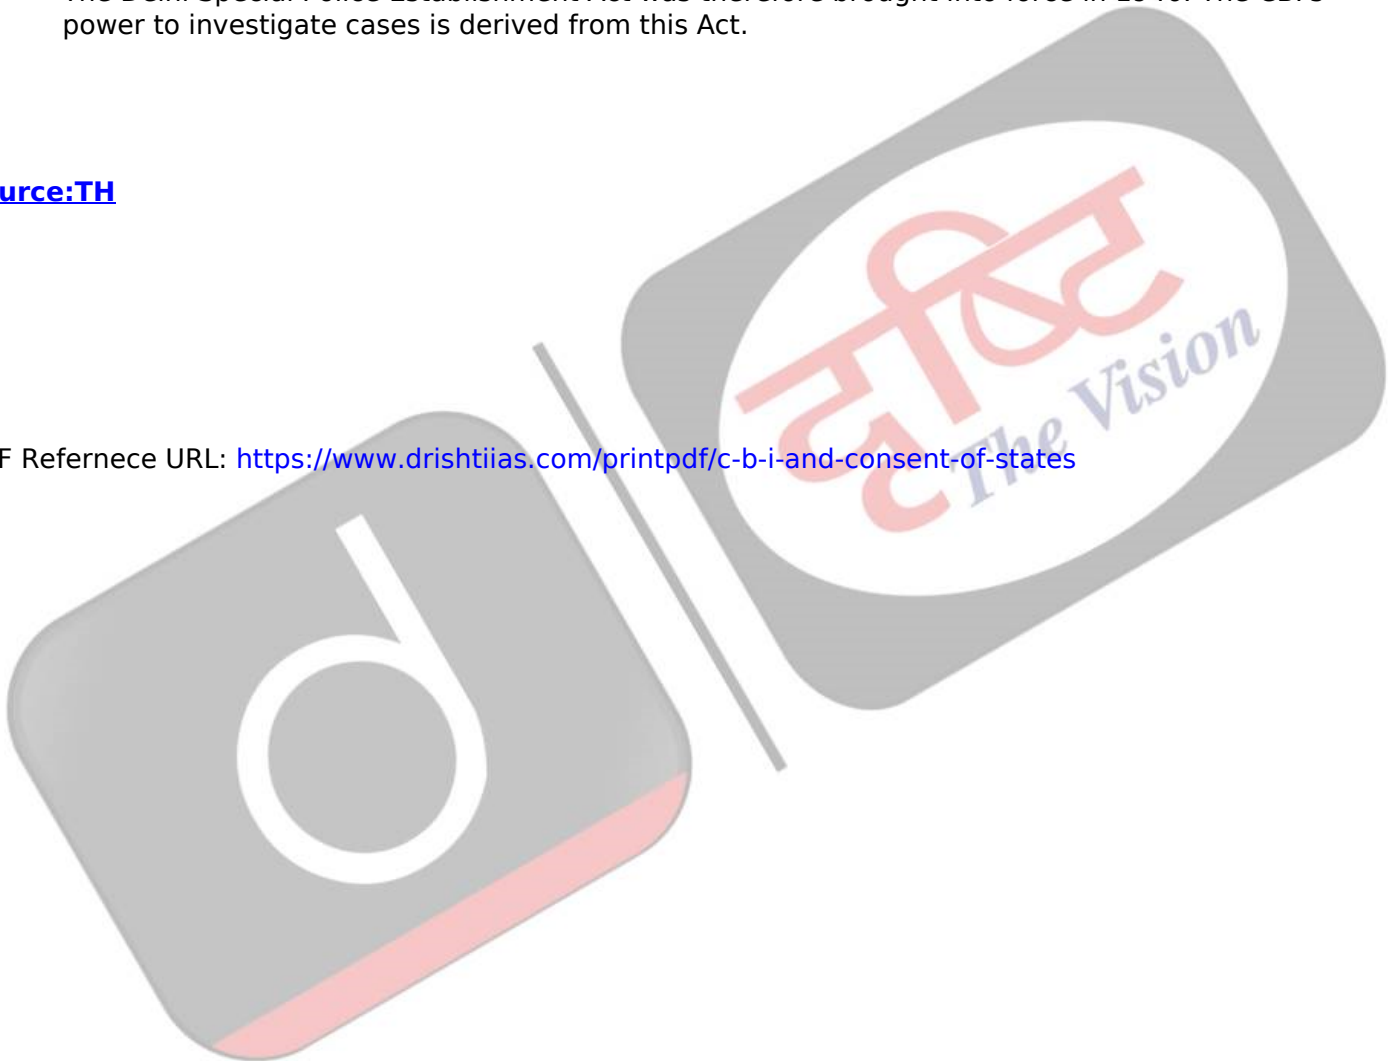 power to investigate cases is derived from this Act.
urce:TH
दृष्टि
The Vision
F Refernece URL: https://www.drishtiias.com/printpdf/c-b-i-and-consent-of-states
d